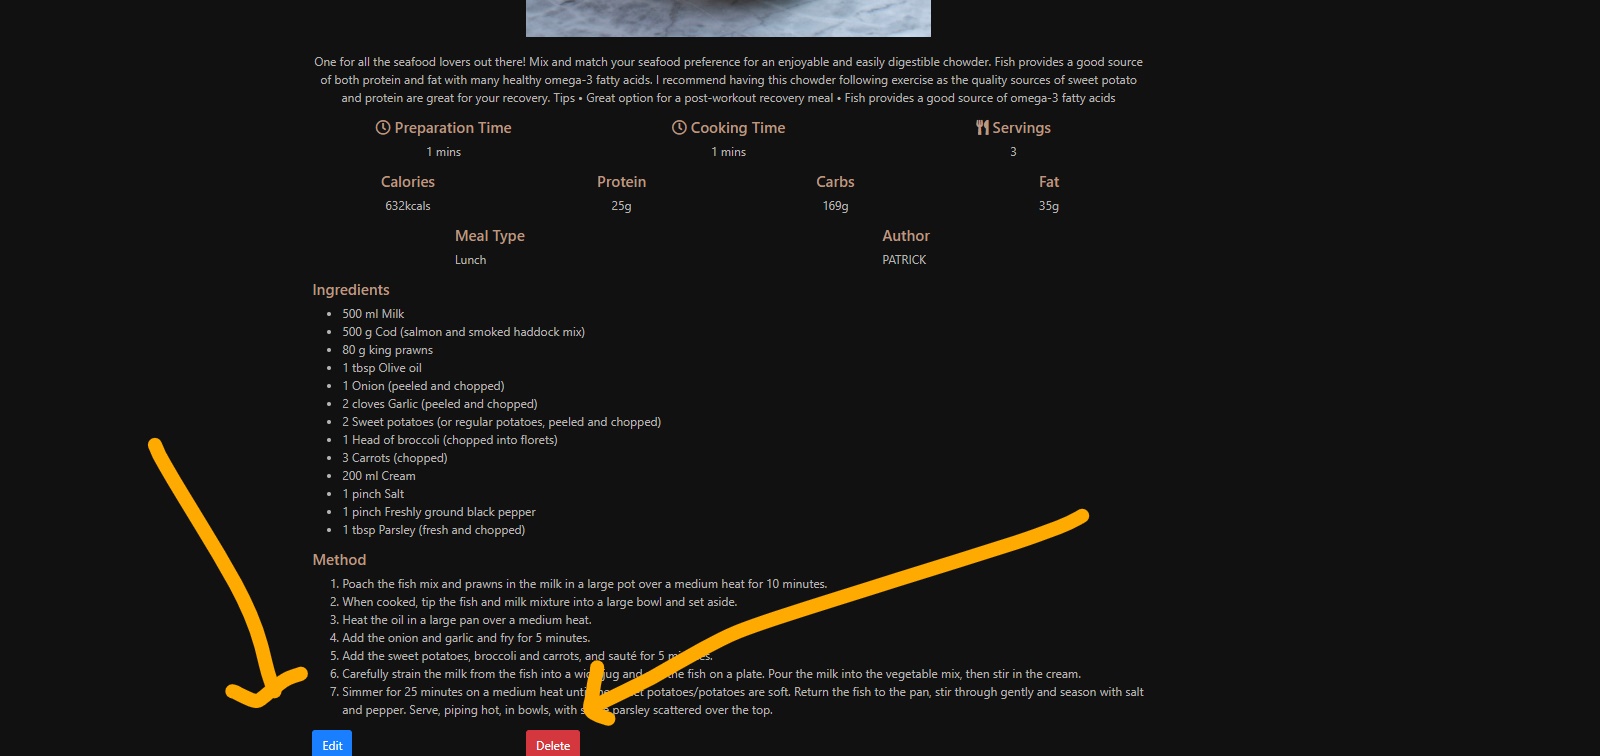 One for all the seafood lovers out there! Mix and match your seafood preference for an enjoyable and easily digestible chowder. Fish provides a good source
of both protein and fat with many healthy omega-3 fatty acids. I recommend having this chowder following exercise as the quality sources of sweet potato
and protein are great for your recovery. Tips • Great option for a post-workout recovery meal • Fish provides a good source of omega-3 fatty acids
Preparation Time Cooking Time Servings
1 mins 1 mins 3
Calories Protein Carbs Fat
632kcals 25g 169g 35g
Meal Type Author
Lunch PATRICK
Ingredients
• 500 ml Milk
• 500 g Cod (salmon and smoked haddock mix)
• 80 g king prawns
• 1 tbsp Olive oil
• 1 Onion (peeled and chopped)
• 2 cloves Garlic (peeled and chopped)
• 2 Sweet potatoes (or regular potatoes, peeled and chopped)
• 1 Head of broccoli (chopped into florets)
• 3 Carrots (chopped)
• 200 ml Cream
• 1 pinch Salt
• 1 pinch Freshly ground black pepper
• 1 tbsp Parsley (fresh and chopped)
Method
1. Poach the fish mix and prawns in the milk in a large pot over a medium heat for 10 minutes.
2. When cooked, tip the fish and milk mixture into a large bowl and set aside.
3. Heat the oil in a large pan over a medium heat.
4. Add the onion and garlic and fry for 5 minutes.
5. Add the sweet potatoes, broccoli and carrots, and sauté for 5
6. Carefully strain the milk from the fish into a jug and fish on a plate. Pour the milk into the vegetable mix, then stir in the cream.
7. Simmer for 25 minutes on a medium heat potatoes/potatoes are soft. Return the fish to the pan, stir through gently and season with salt
and pepper. Serve, piping hot, in bowls, with parsley scattered over the top.
Edit Delete